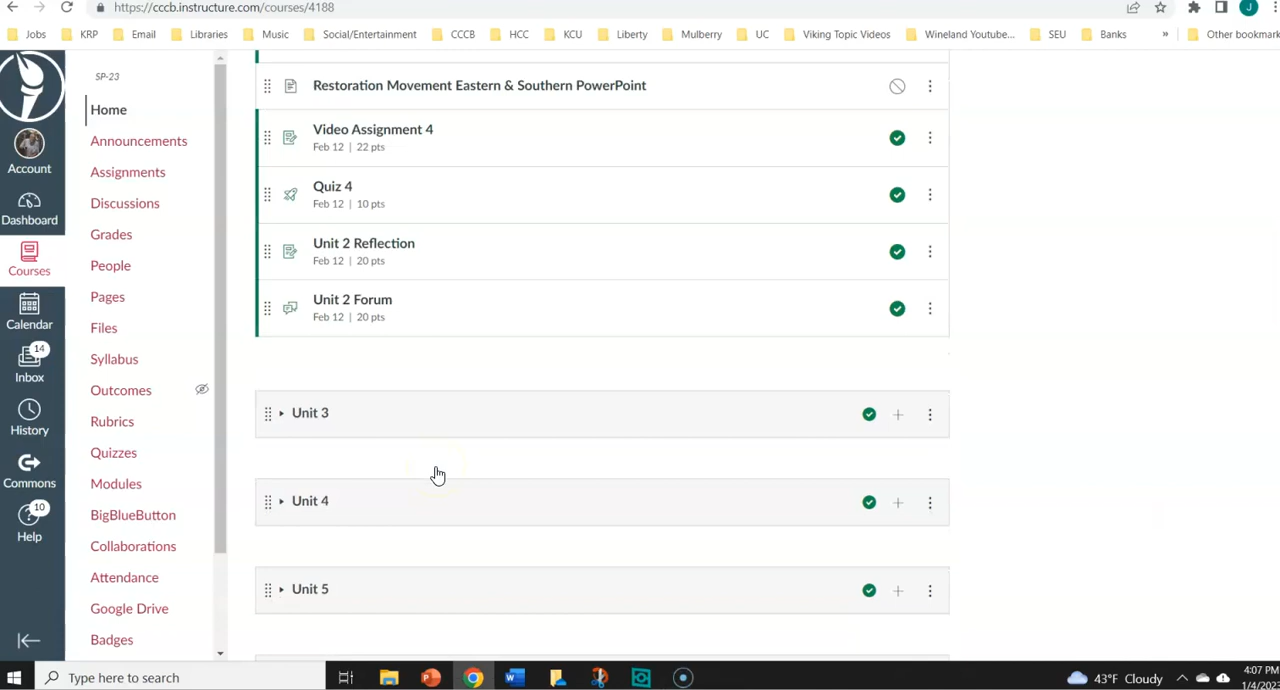 https://cccb.instructure.com/courses/4188
J
Jobs KRP Email Libraries Music Social/Entertainment CCCB HCC KCU Liberty Mulberry UC Viking Topic Videos Wineland Youtube... SEU Banks » Other bookmark
SP-23
Home
Announcements
Assignments
Discussions
Grades
People
Pages
Files
Syllabus
Outcomes
Rubrics
Quizzes
Modules
BigBlueButton
Collaborations
Attendance
Google Drive
Badges
Account
Dashboard
Courses
Calendar
14
Inbox
History
Commons
10
Help
Restoration Movement Eastern & Southern PowerPoint
Video Assignment 4
Feb 12 | 22 pts
Quiz 4
Feb 12 | 10 pts
Unit 2 Reflection
Feb 12 | 20 pts
Unit 2 Forum
Feb 12 | 20 pts
Unit 3
Unit 4
Unit 5
Type here to search
43°F Cloudy
4:07 PM